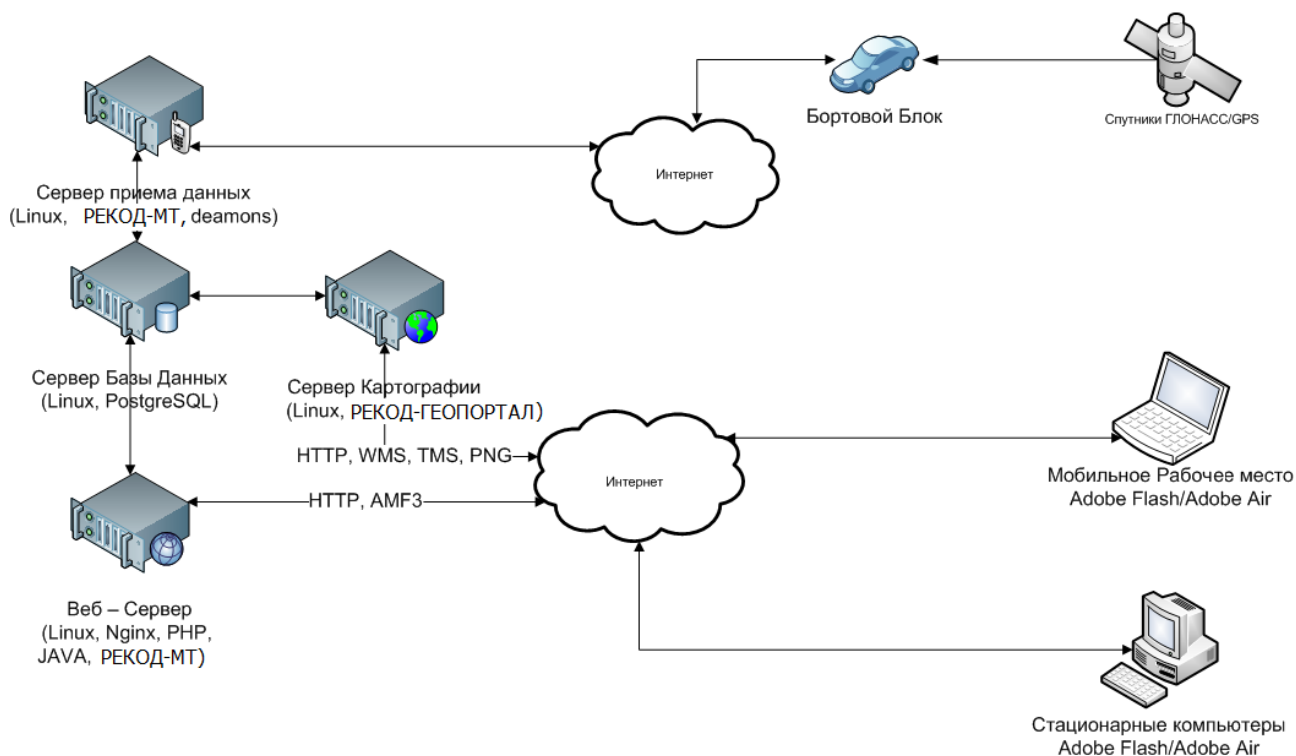 Бортовой Блок
Спутники ГЛОНАСС/GPS
Интернет
Сервер приема данных
(Linux, РЕКОД-МТ, deamons)
Сервер Базы Данных
(Linux, PostgreSQL)
Сервер Картографии
(Linux, РЕКОД-ГЕОПОРТАЛ)
HTTP, WMS, TMS, PNG
Интернет
HTTP, AMF3
Мобильное Рабочее место
Adobe Flash/Adobe Air
Веб – Сервер
(Linux, Nginx, PHP,
JAVA, РЕКОД-МТ)
Стационарные компьютеры
Adobe Flash/Adobe Air